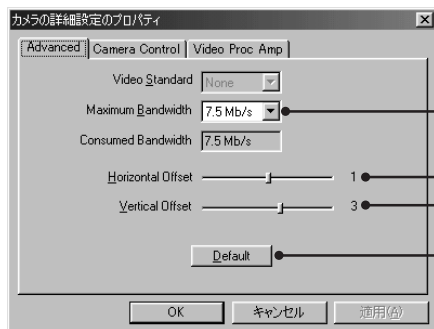 カメラの詳細設定のプロパティ
Advanced Camera Control Video Proc Amp
Video Standard None
Maximum Bandwidth 7.5 Mb/s
Consumed Bandwidth 7.5 Mb/s
Horizontal Offset 1
Vertical Offset 3
Default
OK キャンセル 適用(A)